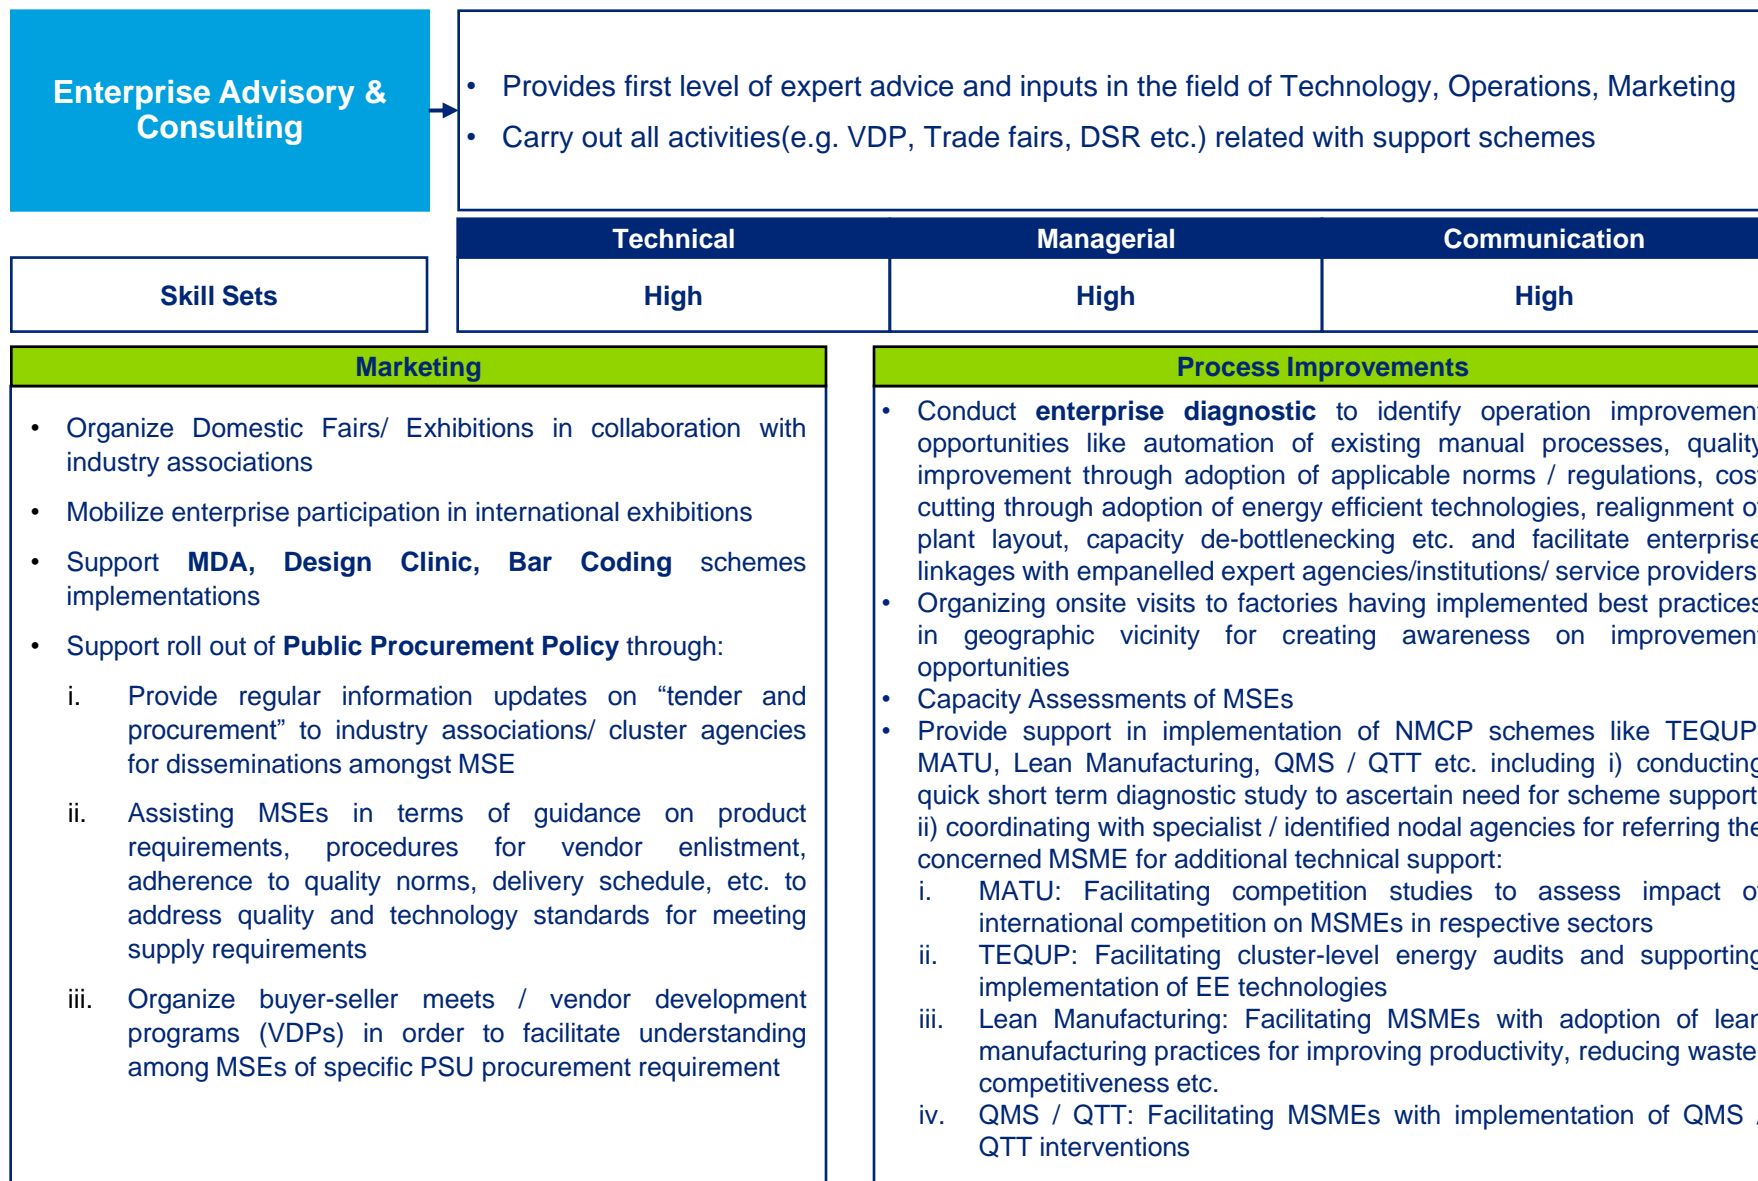 Enterprise Advisory &
Consulting
• Provides first level of expert advice and inputs in the field of Technology, Operations, Marketing
• Carry out all activities(e.g. VDP, Trade fairs, DSR etc.) related with support schemes
Technical Managerial Communication
Skill Sets High High High
Marketing
• Organize Domestic Fairs/ Exhibitions in collaboration with
industry associations
• Mobilize enterprise participation in international exhibitions
• Support MDA, Design Clinic, Bar Coding schemes
implementations
• Support roll out of Public Procurement Policy through:
i. Provide regular information updates on “tender and
procurement” to industry associations/ cluster agencies
for disseminations amongst MSE
ii. Assisting MSEs in terms of guidance on product
requirements, procedures for vendor enlistment,
adherence to quality norms, delivery schedule, etc. to
address quality and technology standards for meeting
supply requirements
iii. Organize buyer-seller meets / vendor development
programs (VDPs) in order to facilitate understanding
among MSEs of specific PSU procurement requirement
Process Improvements
• Conduct enterprise diagnostic to identify operation improvement
opportunities like automation of existing manual processes, quality
improvement through adoption of applicable norms / regulations, cost
cutting through adoption of energy efficient technologies, realignment of
plant layout, capacity de-bottlenecking etc. and facilitate enterprise
linkages with empanelled expert agencies/institutions/ service providers
• Organizing onsite visits to factories having implemented best practices
in geographic vicinity for creating awareness on improvement
opportunities
• Capacity Assessments of MSEs
• Provide support in implementation of NMCP schemes like TEQUP
MATU, Lean Manufacturing, QMS / QTT etc. including i) conducting
quick short term diagnostic study to ascertain need for scheme support
ii) coordinating with specialist / identified nodal agencies for referring the
concerned MSME for additional technical support:
i. MATU: Facilitating competition studies to assess impact of
international competition on MSMEs in respective sectors
ii. TEQUP: Facilitating cluster-level energy audits and supporting
implementation of EE technologies
iii. Lean Manufacturing: Facilitating MSMEs with adoption of lean
manufacturing practices for improving productivity, reducing waste
competitiveness etc.
iv. QMS / QTT: Facilitating MSMEs with implementation of QMS /
QTT interventions